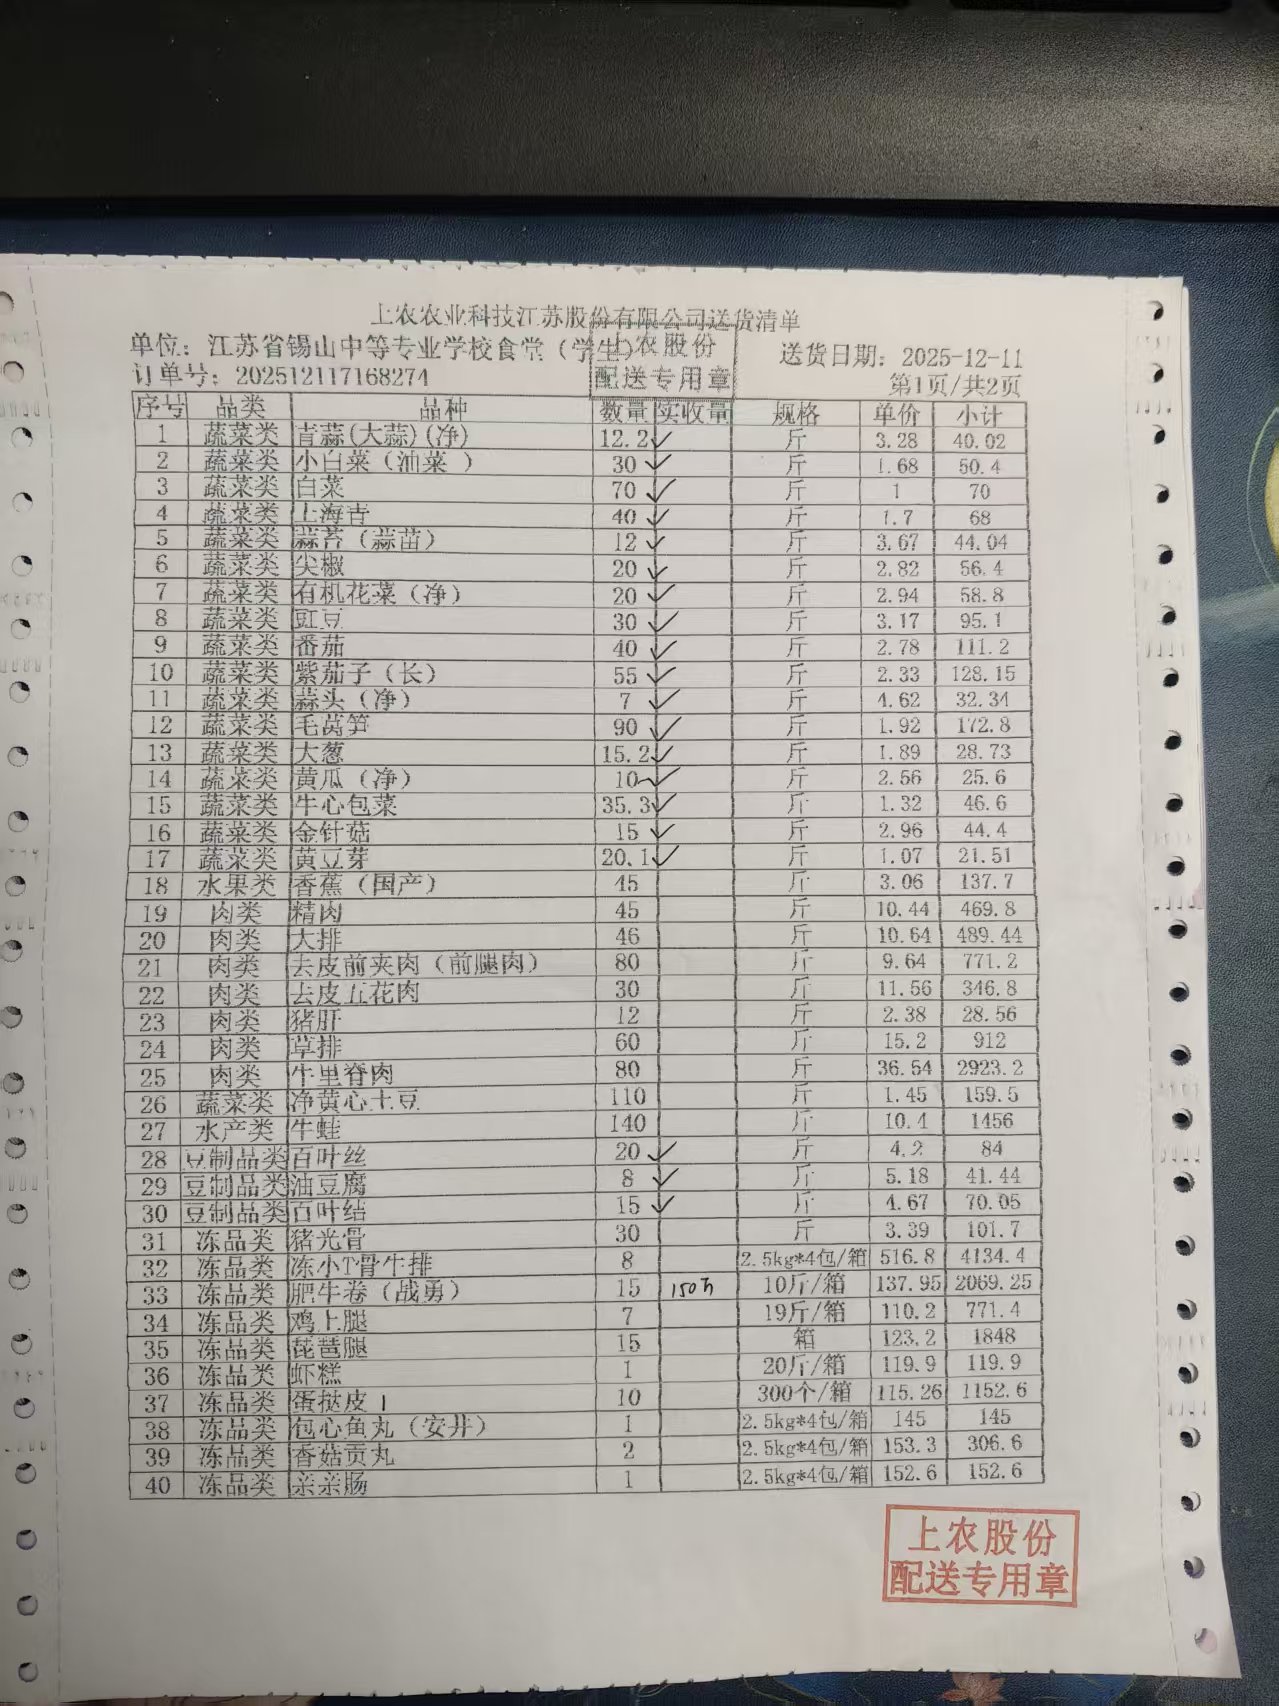 上农农业科技江苏股份有限公司送货清单
单位：江苏省锡山中等专业学校食堂（学生） 送货日期：2025-12-11
上农股份
配送专用章
订单号：202512117168274 第1页/共2页
序号 品类 品种 数量 实收量 规格 单价 小计
1 蔬菜类 青蒜(大蒜)(净) 12.2 ✓ 斤 3.28 40.02
2 蔬菜类 小白菜（油菜 ） 30 ✓ 斤 1.68 50.4
3 蔬菜类 白菜 70 ✓ 斤 1 70
4 蔬菜类 上海青 40 ✓ 斤 1.7 68
5 蔬菜类 蒜苔（蒜苗） 12 ✓ 斤 3.67 44.04
6 蔬菜类 尖椒 20 ✓ 斤 2.82 56.4
7 蔬菜类 有机花菜（净） 20 ✓ 斤 2.94 58.8
8 蔬菜类 豇豆 30 ✓ 斤 3.17 95.1
9 蔬菜类 番茄 40 ✓ 斤 2.78 111.2
10 蔬菜类 紫茄子（长） 55 ✓ 斤 2.33 128.15
11 蔬菜类 蒜头（净） 7 ✓ 斤 4.62 32.34
12 蔬菜类 毛莴笋 90 ✓ 斤 1.92 172.8
13 蔬菜类 大葱 15.2 ✓ 斤 1.89 28.73
14 蔬菜类 黄瓜（净） 10 ✓ 斤 2.56 25.6
15 蔬菜类 牛心包菜 35.3 ✓ 斤 1.32 46.6
16 蔬菜类 金针菇 15 ✓ 斤 2.96 44.4
17 蔬菜类 黄豆芽 20.1 ✓ 斤 1.07 21.51
18 水果类 香蕉（国产） 45 斤 3.06 137.7
19 肉类 精肉 45 斤 10.44 469.8
20 肉类 大排 46 斤 10.64 489.44
21 肉类 去皮前夹肉（前腿肉） 80 斤 9.64 771.2
22 肉类 去皮五花肉 30 斤 11.56 346.8
23 肉类 猪肝 12 斤 2.38 28.56
24 肉类 草排 60 斤 15.2 912
25 肉类 牛里脊肉 80 斤 36.54 2923.2
26 蔬菜类 净黄心土豆 110 斤 1.45 159.5
27 水产类 牛蛙 140 斤 10.4 1456
28 豆制品类 百叶丝 20 ✓ 斤 4.2 84
29 豆制品类 油豆腐 8 ✓ 斤 5.18 41.44
30 豆制品类 百叶结 15 ✓ 斤 4.67 70.05
31 冻品类 猪光骨 30 斤 3.39 101.7
32 冻品类 冻小T骨牛排 8 2.5kg*4包/箱 516.8 4134.4
33 冻品类 肥牛卷（战勇） 15 150斤 10斤/箱 137.95 2069.25
34 冻品类 鸡上腿 7 19斤/箱 110.2 771.4
35 冻品类 琵琶腿 15 箱 123.2 1848
36 冻品类 虾糕 1 20斤/箱 119.9 119.9
37 冻品类 蛋挞皮 10 300个/箱 115.26 1152.6
38 冻品类 包心鱼丸（安井） 1 2.5kg*4包/箱 145 145
39 冻品类 香菇贡丸 2 2.5kg*4包/箱 153.3 306.6
40 冻品类 亲亲肠 1 2.5kg*4包/箱 152.6 152.6
上农股份
配送专用章